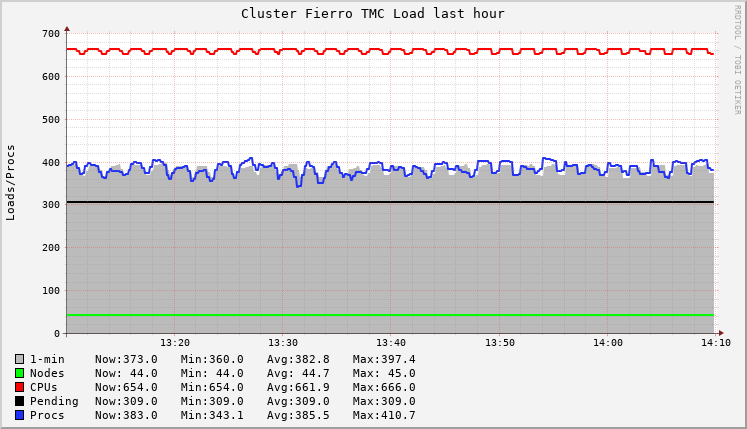 Cluster Fierro TMC Load last hour
RRDTOOL / TOBI OETIKER
Loads/Procs
700
600
500
400
300
200
100
0
13:20 13:30 13:40 13:50 14:00 14:10
1-min Now:373.0 Min:360.0 Avg:382.8 Max:397.4
Nodes Now: 44.0 Min: 44.0 Avg: 44.7 Max: 45.0
CPUs Now:654.0 Min:654.0 Avg:661.9 Max:666.0
Pending Now:309.0 Min:309.0 Avg:309.0 Max:309.0
Procs Now:383.0 Min:343.1 Avg:385.5 Max:410.7